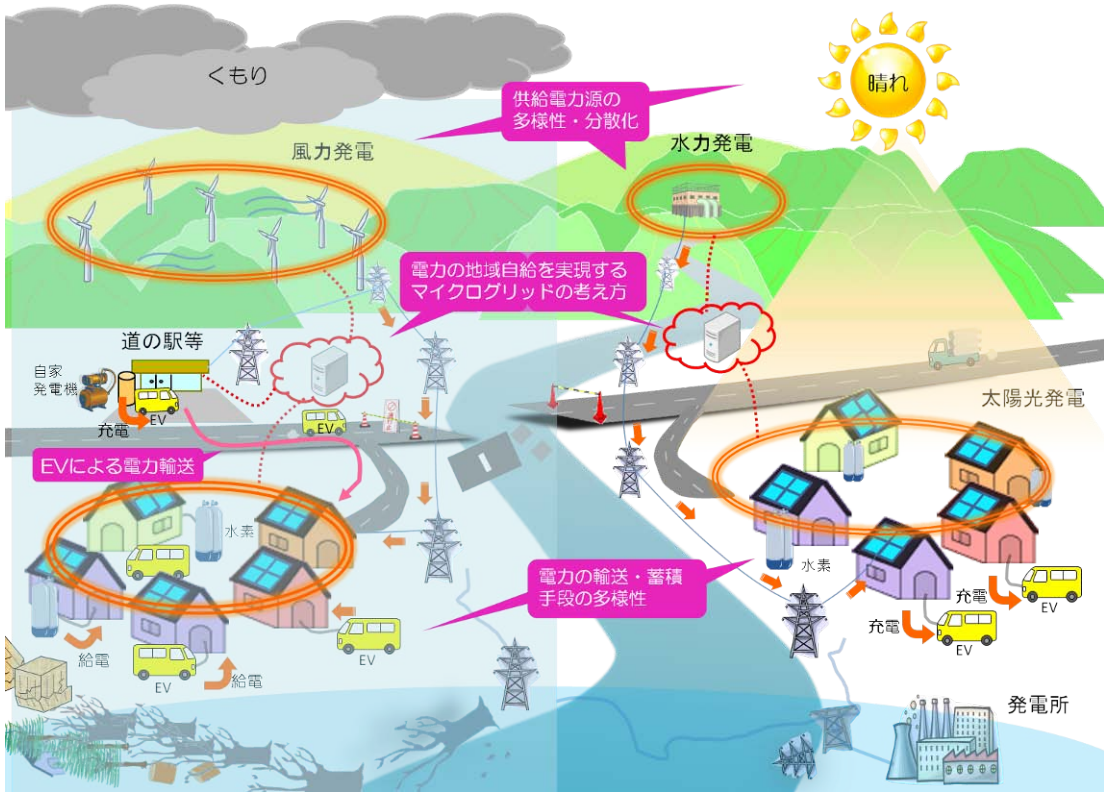 くもり
晴れ
供給電力源の
多様性・分散化
風力発電
水力発電
電力の地域自給を実現する
マイクログリッドの考え方
道の駅等
自家
発電機
EV
充電
EV
太陽光発電
EVによる電力輸送
水素
水素
電力の輸送・蓄積
手段の多様性
充電
EV
充電
EV
EV
給電
EV
給電
発電所